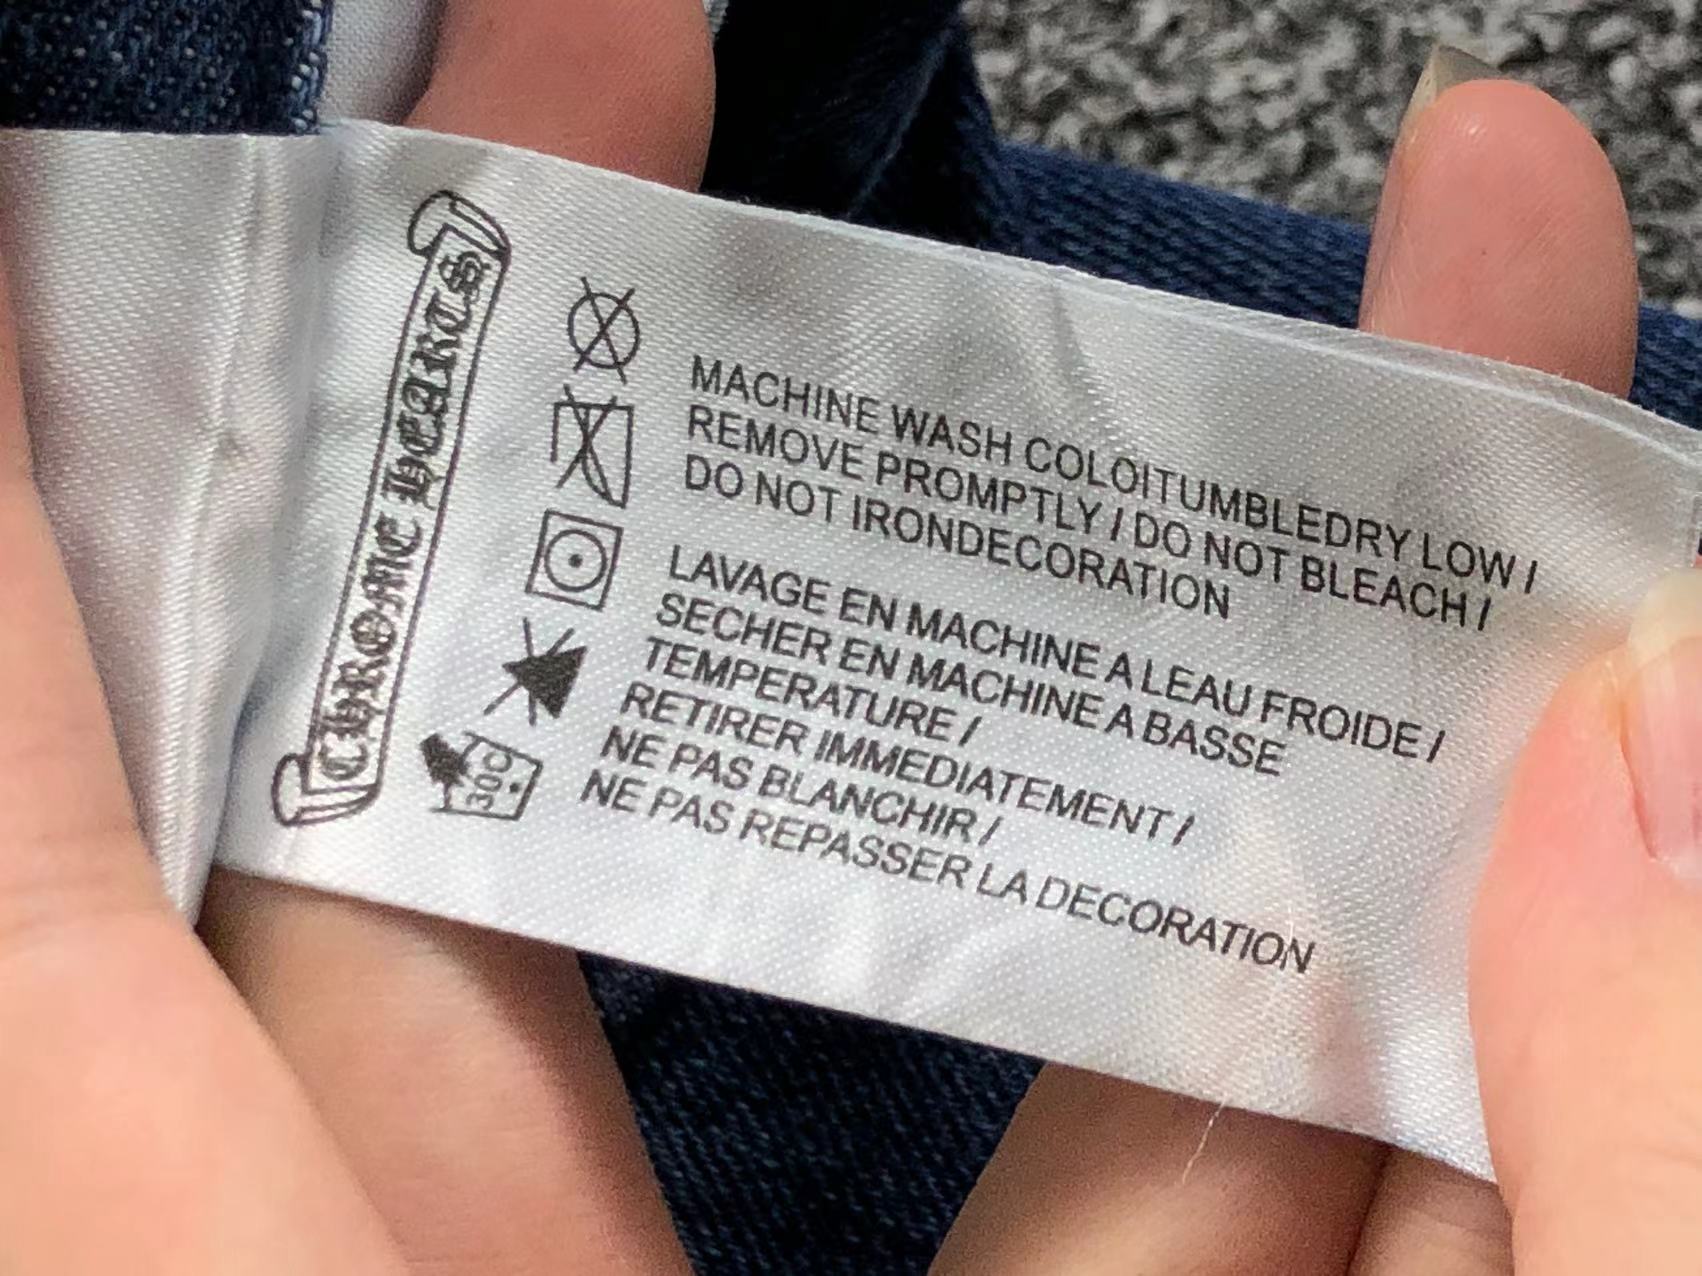 CHROME HEARTS
MACHINE WASH COLOITUMBLEDRY LOW /
REMOVE PROMPTLY / DO NOT BLEACH /
DO NOT IRONDECORATION
LAVAGE EN MACHINE A LEAU FROIDE /
SECHER EN MACHINE A BASSE
TEMPERATURE /
RETIRER IMMEDIATEMENT /
NE PAS BLANCHIR /
NE PAS REPASSER LA DECORATION